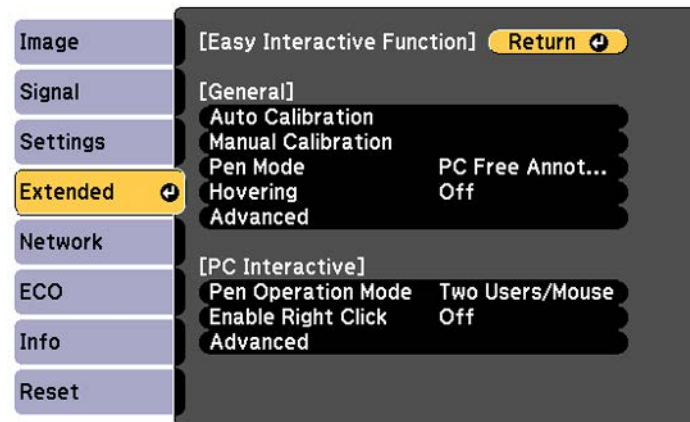 Image
Signal
Settings
Extended
Network
ECO
Info
Reset
[Easy Interactive Function] Return
[General]
Auto Calibration
Manual Calibration
Pen Mode PC Free Annot...
Hovering Off
Advanced
[PC Interactive]
Pen Operation Mode Two Users/Mouse
Enable Right Click Off
Advanced